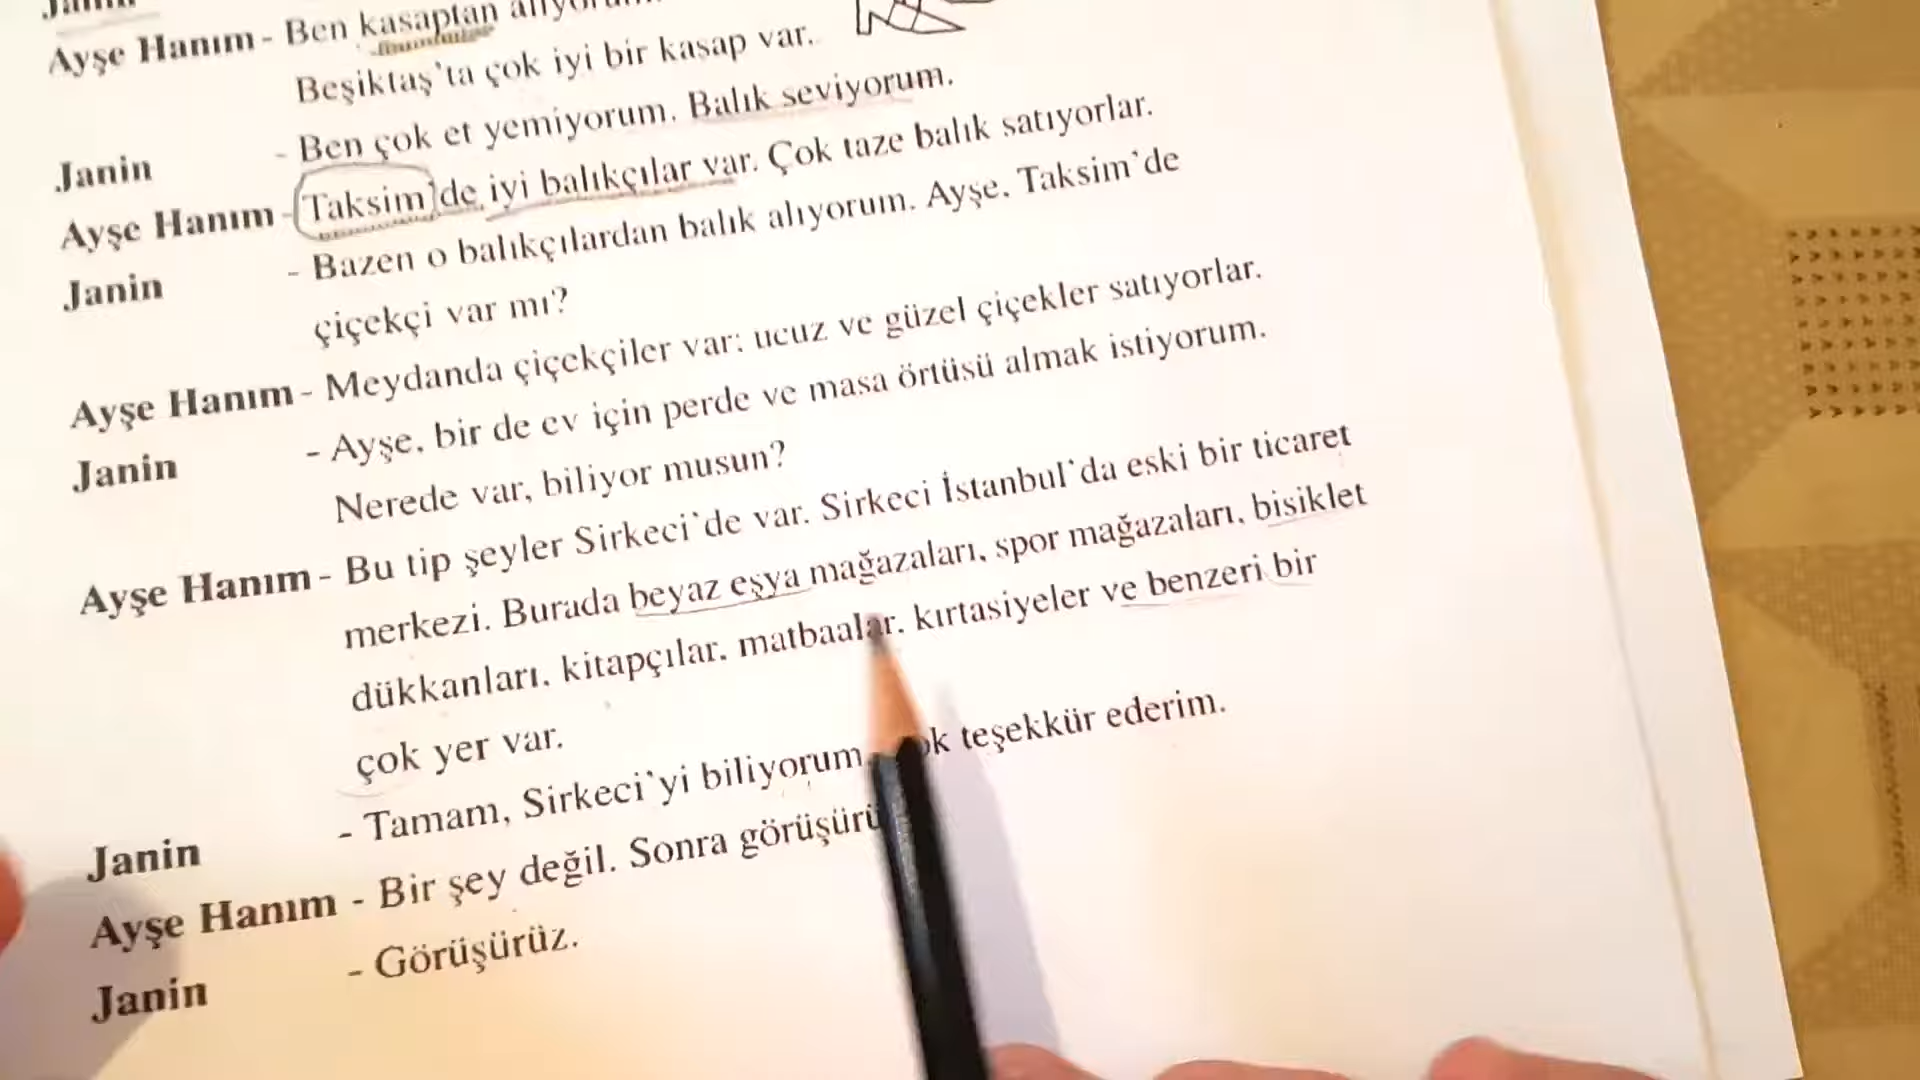 Ayşe Hanım - Ben kasaptan alıyorum.
Beşiktaş'ta çok iyi bir kasap var.
Janin - Ben çok et yemiyorum. Balık seviyorum.
Ayşe Hanım - Taksim'de iyi balıkçılar var. Çok taze balık satıyorlar.
Janin - Bazen o balıkçılardan balık alıyorum. Ayşe, Taksim'de
çiçekçi var mı?
Ayşe Hanım - Meydanda çiçekçiler var; ucuz ve güzel çiçekler satıyorlar.
Janin - Ayşe, bir de ev için perde ve masa örtüsü almak istiyorum.
Nerede var, biliyor musun?
Ayşe Hanım - Bu tip şeyler Sirkeci'de var. Sirkeci İstanbul'da eski bir ticaret
merkezi. Burada beyaz eşya mağazaları, spor mağazaları, bisiklet
dükkanları, kitapçılar, matbaalar, kırtasiyeler ve benzeri bir
çok yer var.
Janin - Tamam, Sirkeci'yi biliyorum. teşekkür ederim.
Ayşe Hanım - Bir şey değil. Sonra
Janin - Görüşürüz.